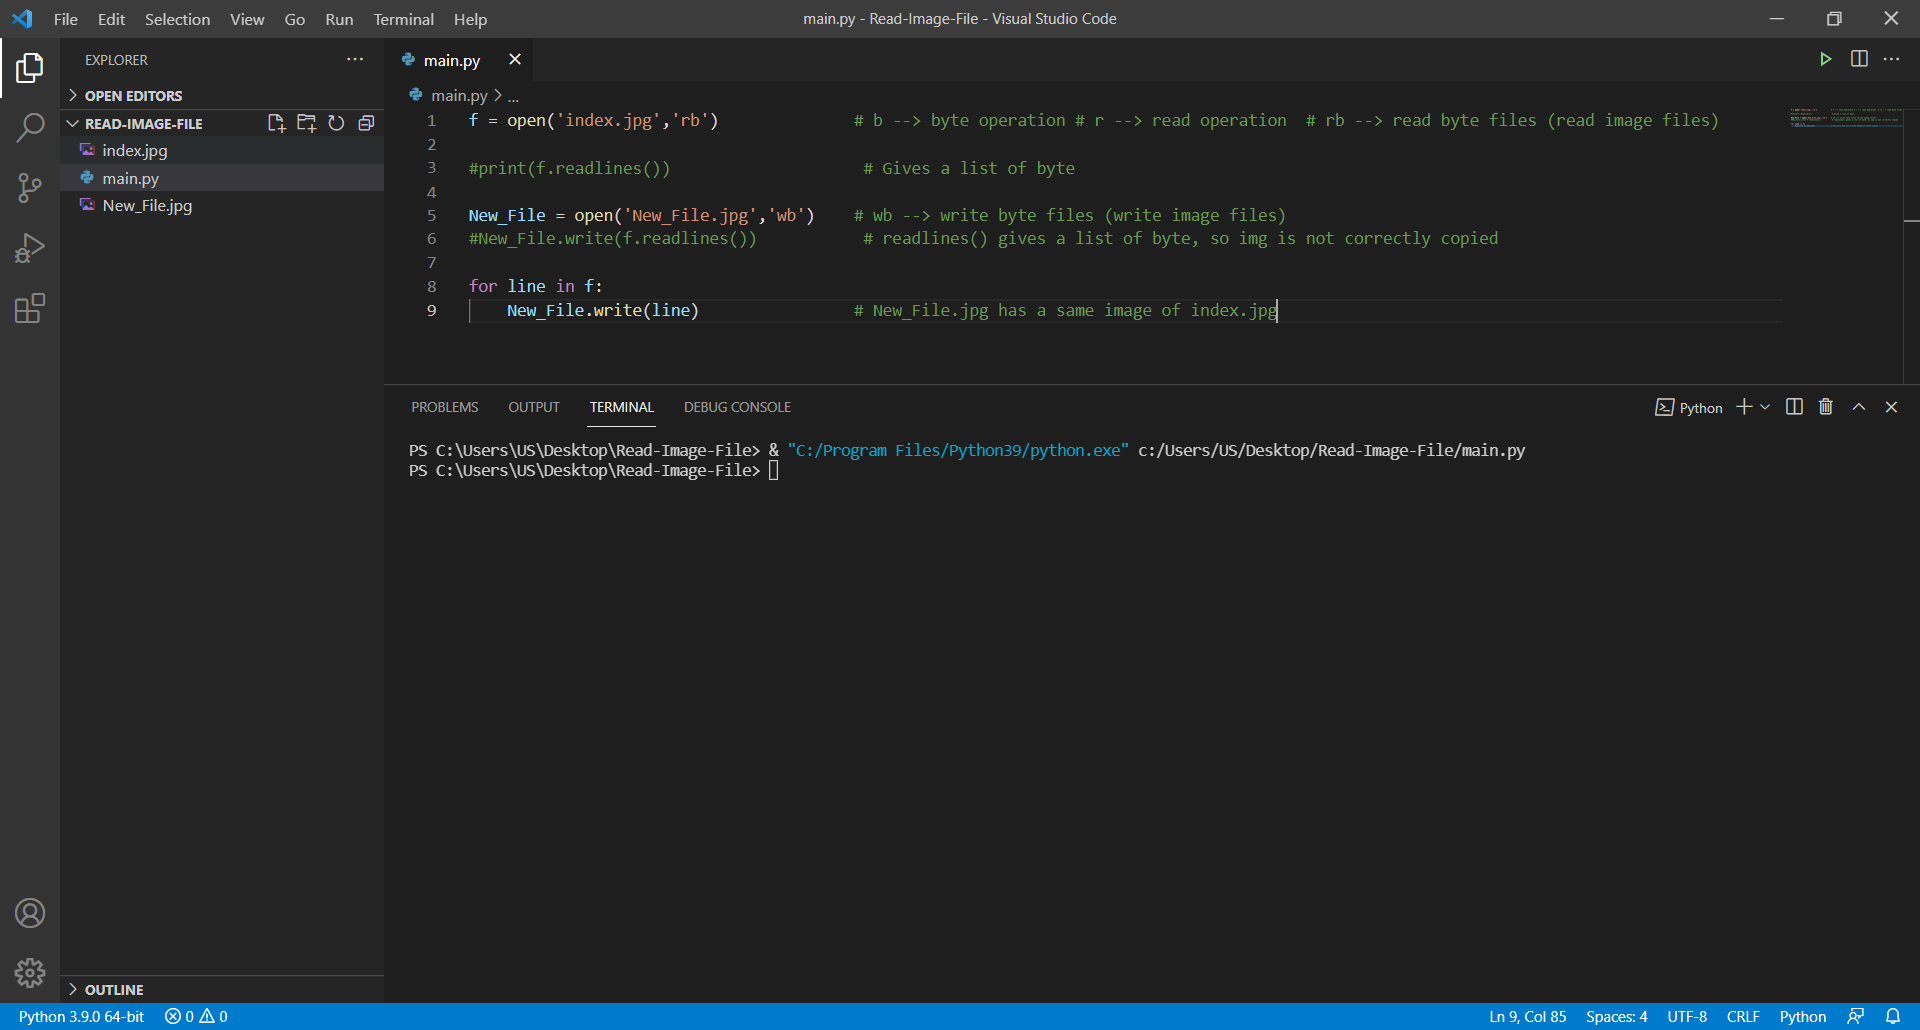 File Edit Selection View Go Run Terminal Help
main.py - Read-Image-File - Visual Studio Code
EXPLORER
OPEN EDITORS
READ-IMAGE-FILE
index.jpg
main.py
New_File.jpg
OUTLINE
main.py
main.py > ...
1 f = open('index.jpg','rb') # b --> byte operation # r --> read operation # rb --> read byte files (read image files)
2
3 #print(f.readlines()) # Gives a list of byte
4
5 New_File = open('New_File.jpg','wb') # wb --> write byte files (write image files)
6 #New_File.write(f.readlines()) # readlines() gives a list of byte, so img is not correctly copied
7
8 for line in f:
9 New_File.write(line) # New_File.jpg has a same image of index.jpg
PROBLEMS OUTPUT TERMINAL DEBUG CONSOLE
Python
PS C:\Users\US\Desktop\Read-Image-File> & "C:/Program Files/Python39/python.exe" c:/Users/US/Desktop/Read-Image-File/main.py
PS C:\Users\US\Desktop\Read-Image-File>
Python 3.9.0 64-bit 0 0 Ln 9, Col 85 Spaces: 4 UTF-8 CRLF Python